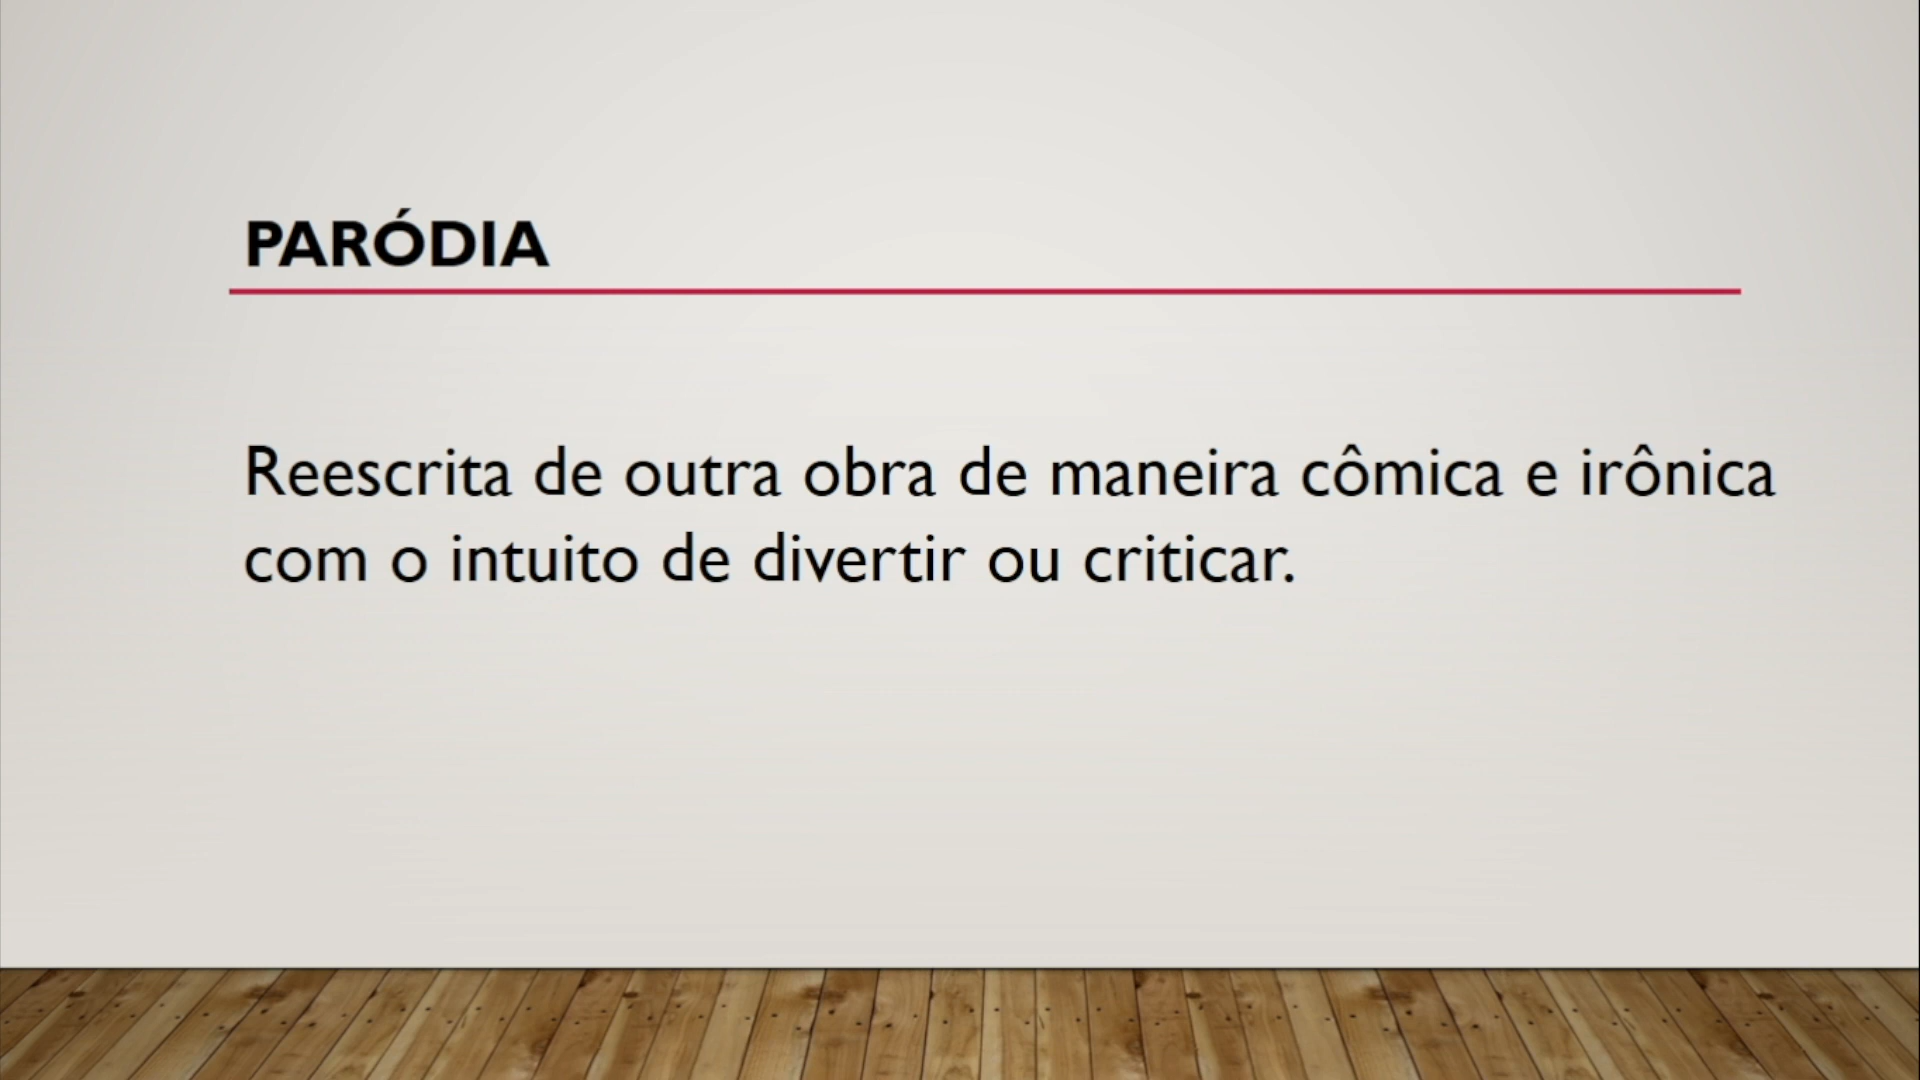 PARÓDIA
Reescrita de outra obra de maneira cômica e irônica
com o intuito de divertir ou criticar.